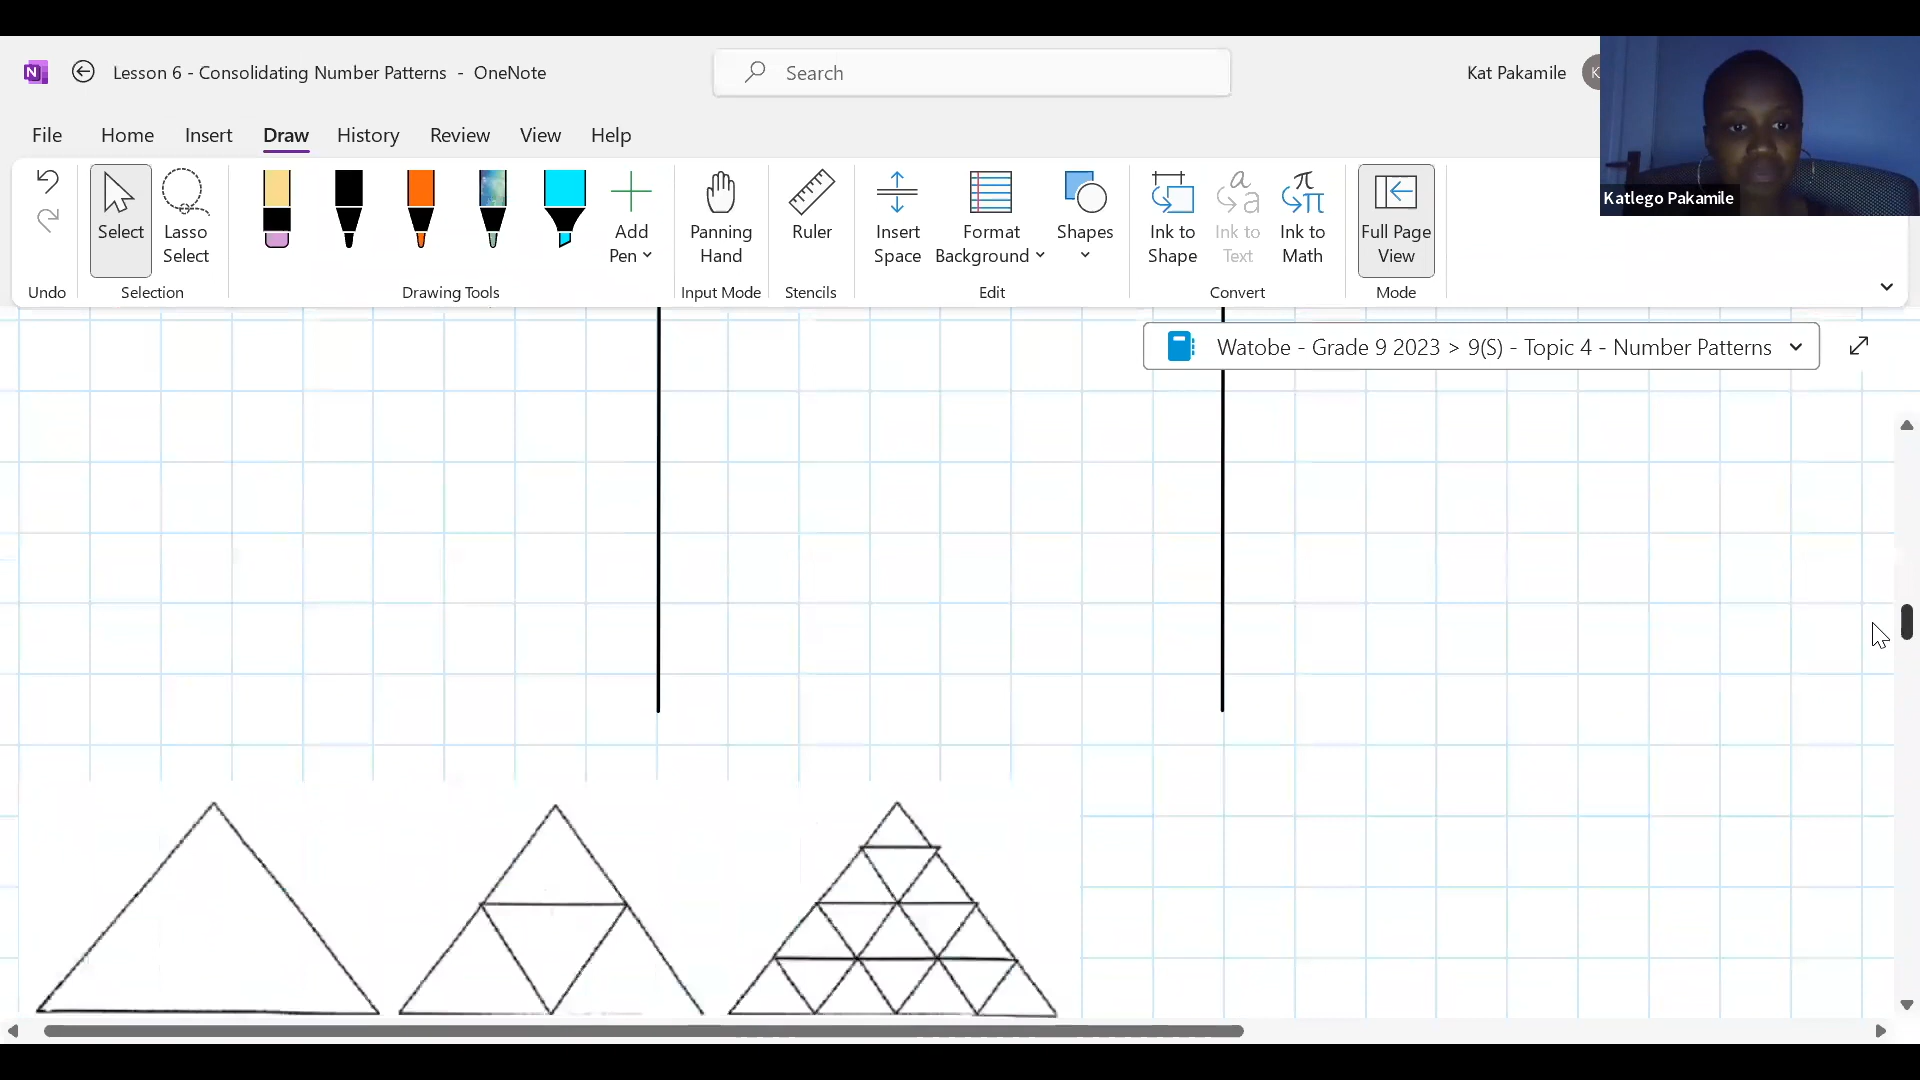 N Lesson 6 - Consolidating Number Patterns - OneNote
Search
Kat Pakamile
K
File Home Insert Draw History Review View Help
Katlego Pakamile
Select
Lasso
Select
Add
Pen
Panning
Hand
Ruler
Insert
Space
Format
Background
Shapes
Ink to
Shape
Ink to
Text
Ink to
Math
Full Page
View
Undo
Selection
Drawing Tools
Input Mode
Stencils
Edit
Convert
Mode
Watobe - Grade 9 2023 > 9(S) - Topic 4 - Number Patterns